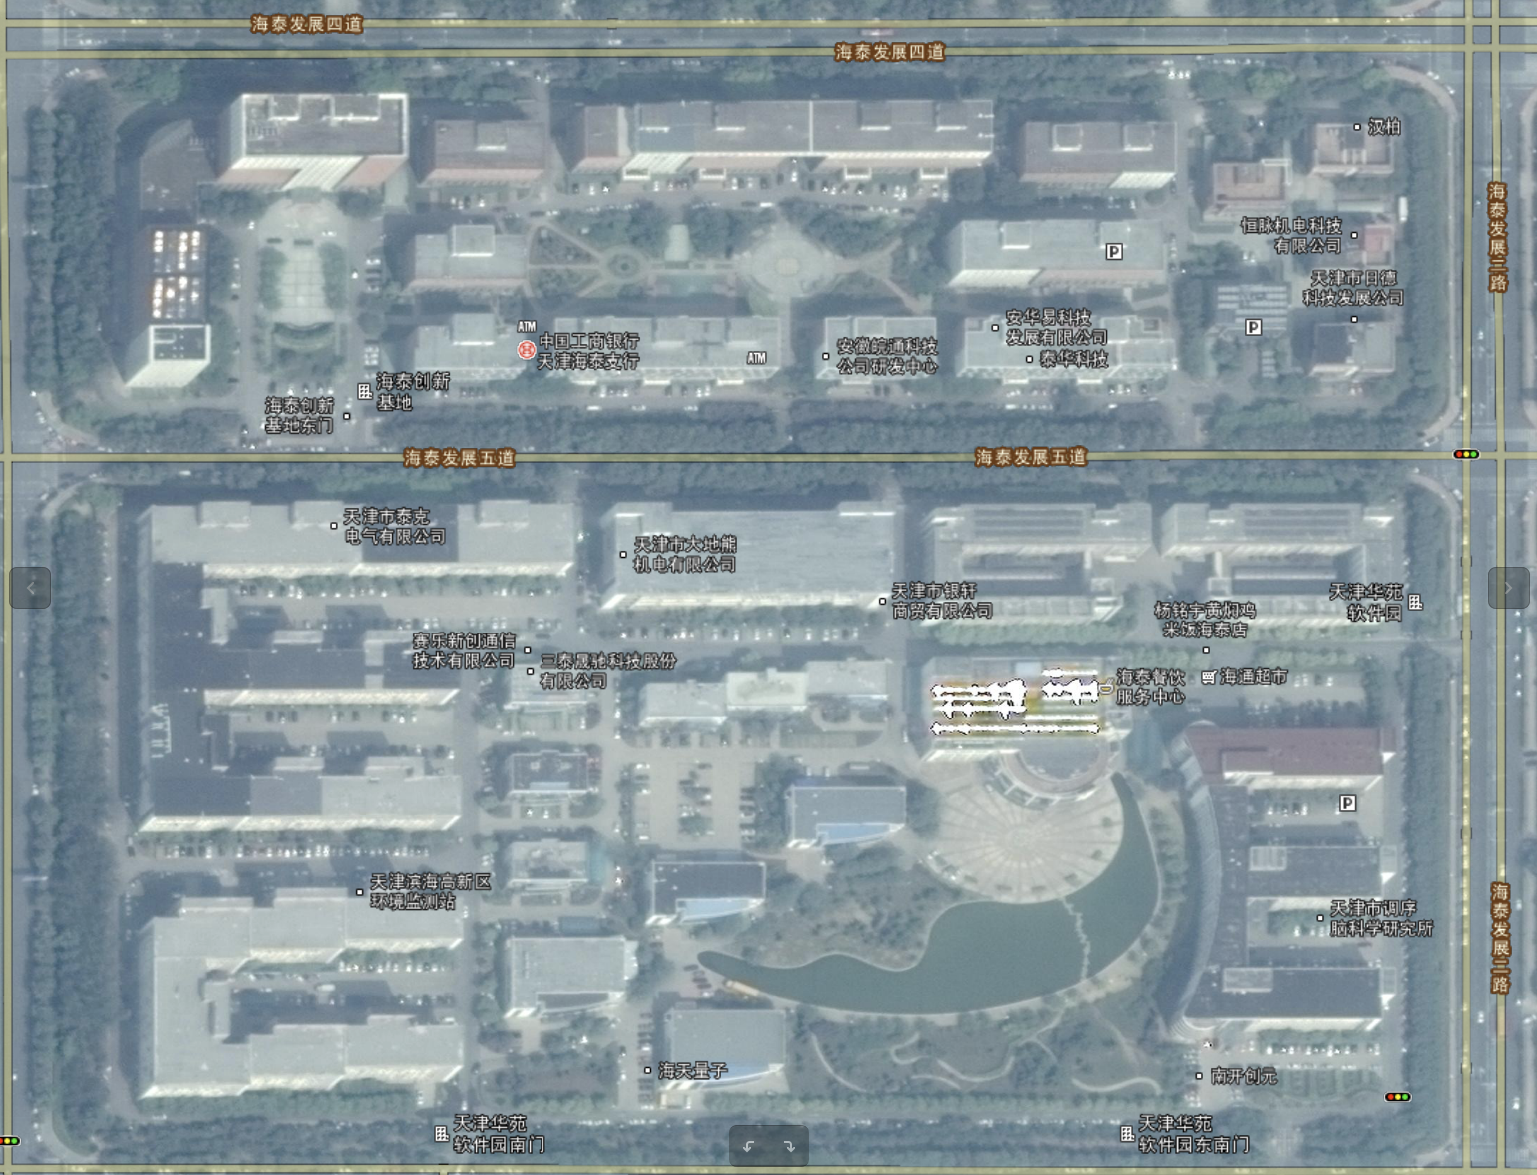 海泰发展四道
海泰发展四道
汉柏
海泰发展三路
恒脉机电科技
有限公司
天津市日德
科技发展公司
P
P
ATM
中国工商银行
天津海泰支行
ATM
安徽皖通科技
公司研发中心
安华易科技
发展有限公司
泰华科技
海泰创新
基地
海泰创新
基地东门
海泰发展五道
海泰发展五道
天津市泰克
电气有限公司
天津市大地熊
机电有限公司
天津市银轩
商贸有限公司
杨铭宇黄焖鸡
米饭海泰店
天津华苑
软件园
赛乐新创通信
技术有限公司
三泰晟驰科技股份
有限公司
海泰餐饮
服务中心
海通超市
P
天津滨海高新区
环境监测站
天津市调序
脑科学研究所
海泰发展三路
海天量子
南开创元
天津华苑
软件园南门
天津华苑
软件园东南门